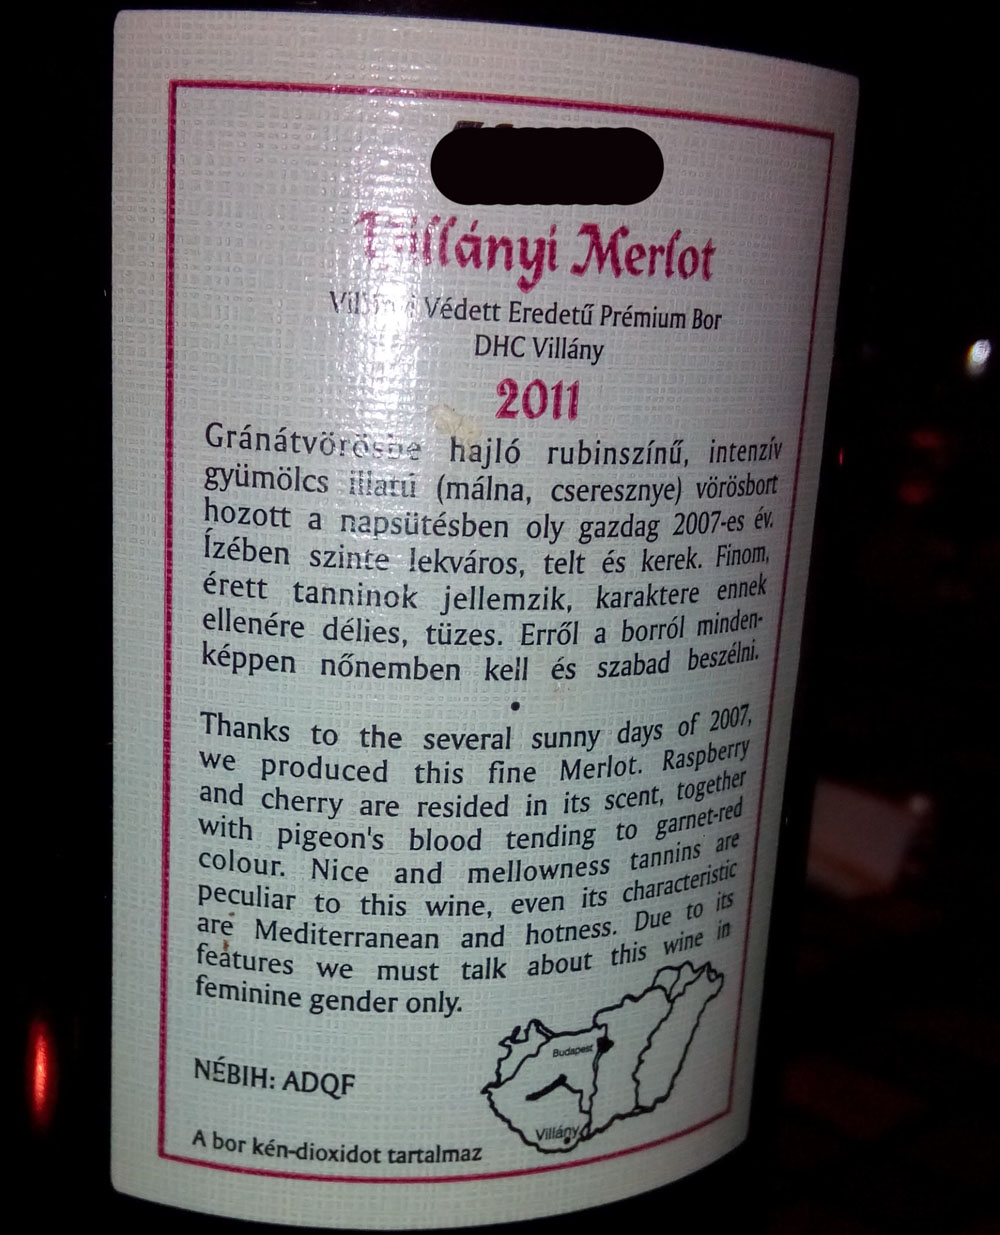 Villányi Merlot
Villányi Védett Eredetű Prémium Bor
DHC Villány
2011
Gránátvörösbe hajló rubinszínű, intenzív
gyümölcs illatú (málna, cseresznye) vörösbort
hozott a napsütésben oly gazdag 2007-es év.
Ízében szinte lekváros, telt és kerek. Finom,
érett tanninok jellemzik, karaktere ennek
ellenére délies, tüzes. Erről a borról minden-
képpen nőnemben kell és szabad beszélni.
•
Thanks to the several sunny days of 2007,
we produced this fine Merlot. Raspberry
and cherry are resided in its scent, together
with pigeon's blood tending to garnet-red
colour. Nice and mellowness tannins are
peculiar to this wine, even its characteristic
are Mediterranean and hotness. Due to its
features we must talk about this wine in
feminine gender only.
Budapest
NÉBIH: ADQF
Villány
A bor kén-dioxidot tartalmaz